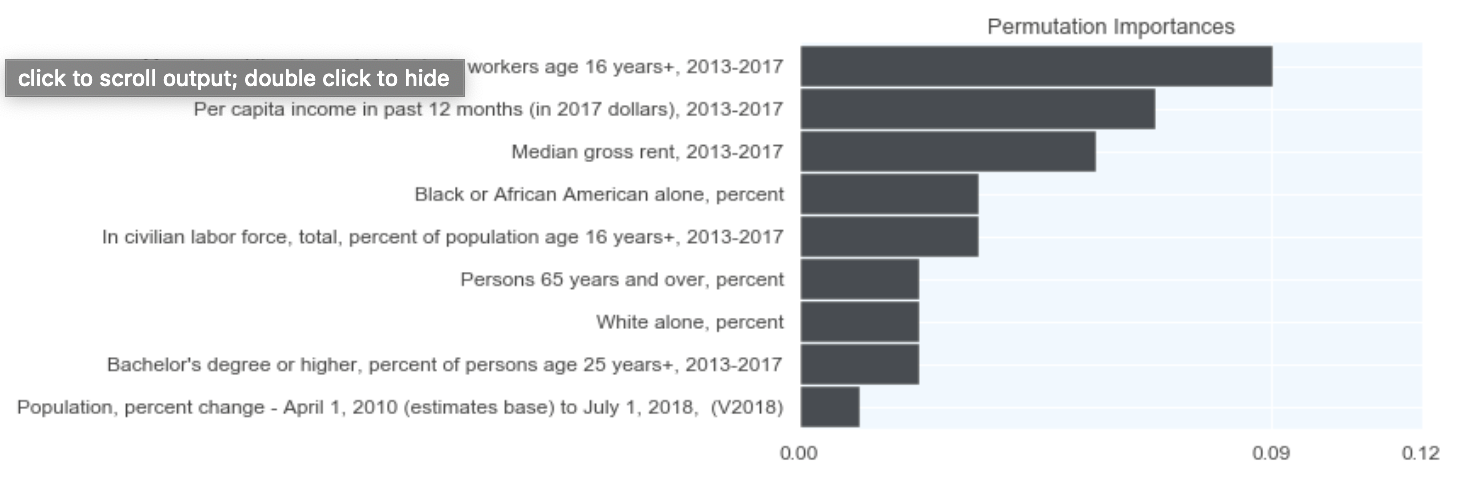 Permutation Importances
click to scroll output; double click to hide
workers age 16 years+, 2013-2017
Per capita income in past 12 months (in 2017 dollars), 2013-2017
Median gross rent, 2013-2017
Black or African American alone, percent
In civilian labor force, total, percent of population age 16 years+, 2013-2017
Persons 65 years and over, percent
White alone, percent
Bachelor's degree or higher, percent of persons age 25 years+, 2013-2017
Population, percent change - April 1, 2010 (estimates base) to July 1, 2018, (V2018)
0.00 0.09 0.12